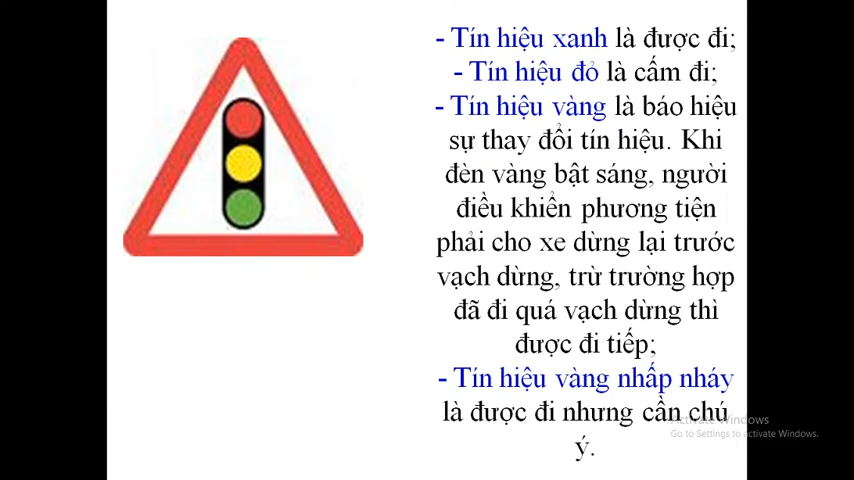 - Tín hiệu xanh là được đi;
- Tín hiệu đỏ là cấm đi;
- Tín hiệu vàng là báo hiệu
sự thay đổi tín hiệu. Khi
đèn vàng bật sáng, người
điều khiển phương tiện
phải cho xe dừng lại trước
vạch dừng, trừ trường hợp
đã đi quá vạch dừng thì
được đi tiếp;
- Tín hiệu vàng nhấp nháy
là được đi nhưng cần chú
ý.
Activate Windows
Go to Settings to activate Windows.